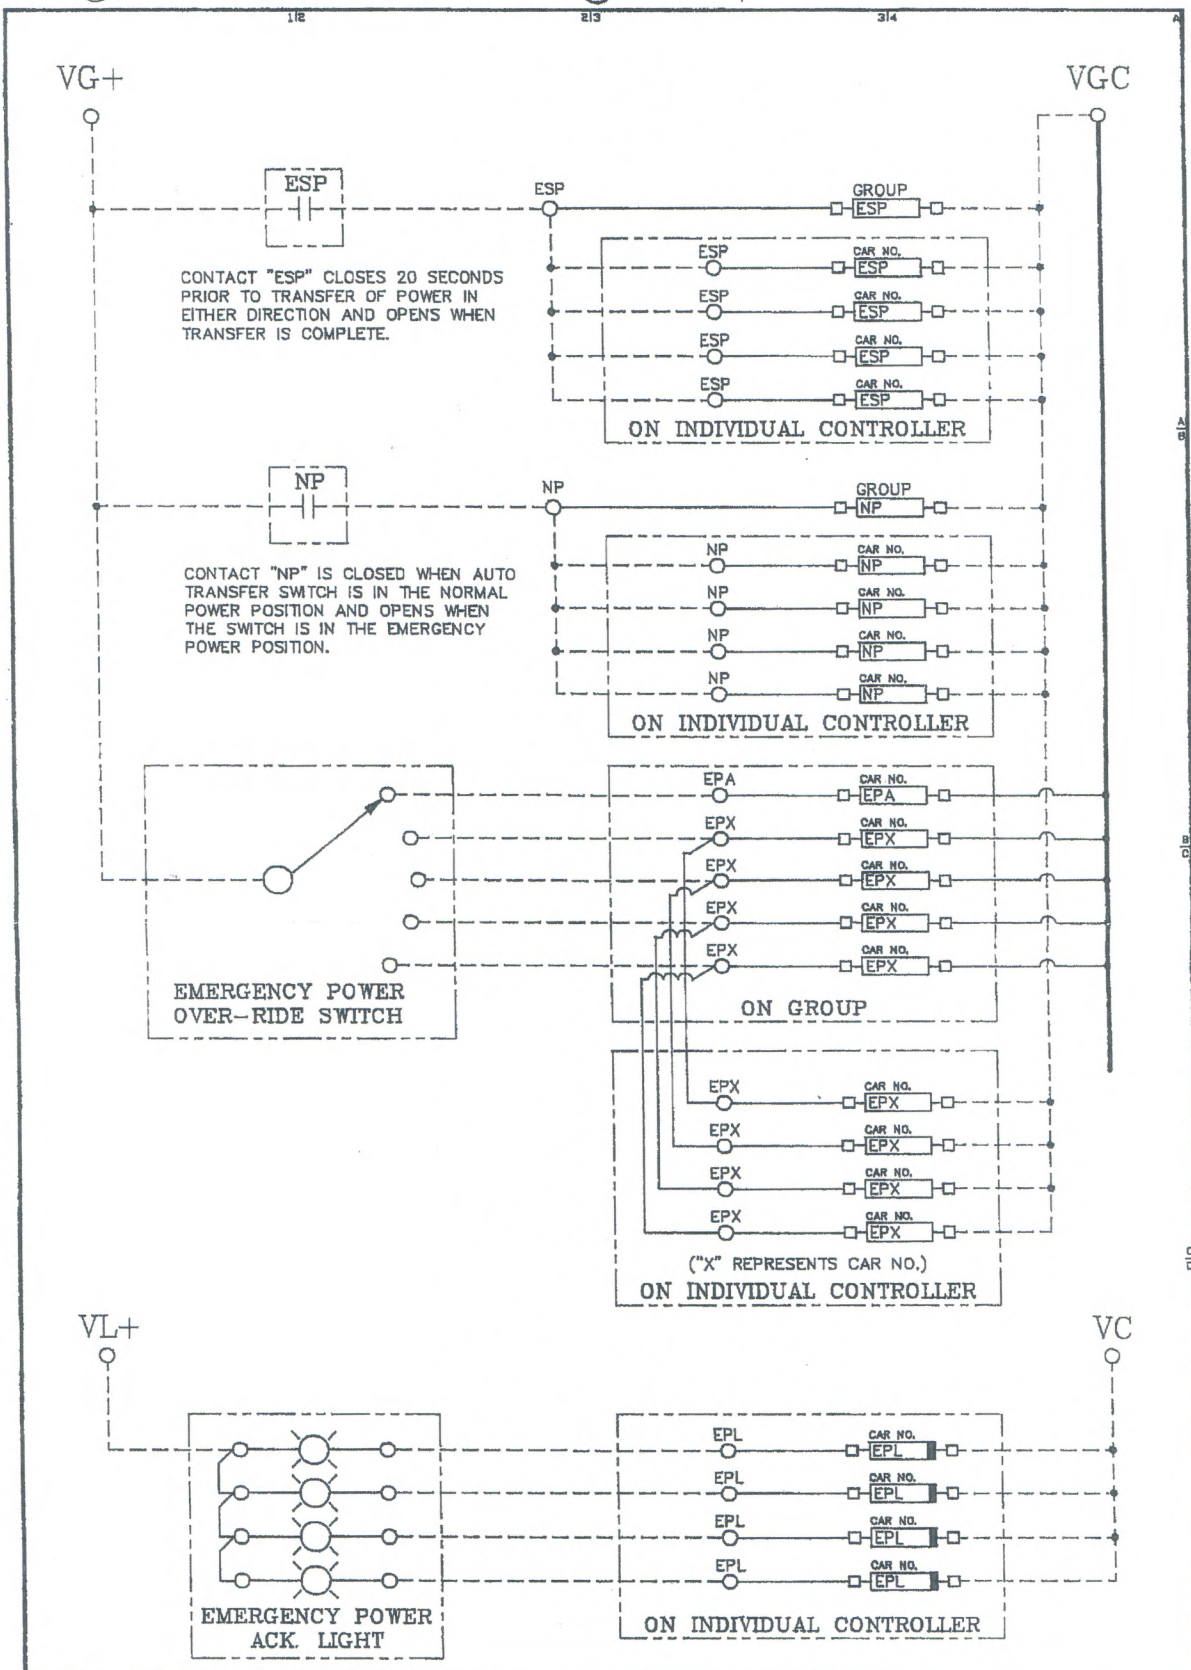 1|2
2|3
3|4
A
VG+
VGC
ESP
ESP
GROUP
ESP
CONTACT "ESP" CLOSES 20 SECONDS
PRIOR TO TRANSFER OF POWER IN
EITHER DIRECTION AND OPENS WHEN
TRANSFER IS COMPLETE.
ESP
CAR NO.
ESP
ESP
CAR NO.
ESP
ESP
CAR NO.
ESP
ESP
CAR NO.
ESP
ON INDIVIDUAL CONTROLLER
A
B
NP
NP
GROUP
NP
CONTACT "NP" IS CLOSED WHEN AUTO
TRANSFER SWITCH IS IN THE NORMAL
POWER POSITION AND OPENS WHEN
THE SWITCH IS IN THE EMERGENCY
POWER POSITION.
NP
CAR NO.
NP
NP
CAR NO.
NP
NP
CAR NO.
NP
NP
CAR NO.
NP
ON INDIVIDUAL CONTROLLER
EPA
CAR NO.
EPA
EPX
CAR NO.
EPX
EPX
CAR NO.
EPX
EPX
CAR NO.
EPX
EPX
CAR NO.
EPX
B
C
EMERGENCY POWER
OVER-RIDE SWITCH
ON GROUP
EPX
CAR NO.
EPX
EPX
CAR NO.
EPX
EPX
CAR NO.
EPX
EPX
CAR NO.
EPX
("X" REPRESENTS CAR NO.)
ON INDIVIDUAL CONTROLLER
VL+
VC
EPL
CAR NO.
EPL
EPL
CAR NO.
EPL
EPL
CAR NO.
EPL
EPL
CAR NO.
EPL
EMERGENCY POWER
ACK. LIGHT
ON INDIVIDUAL CONTROLLER